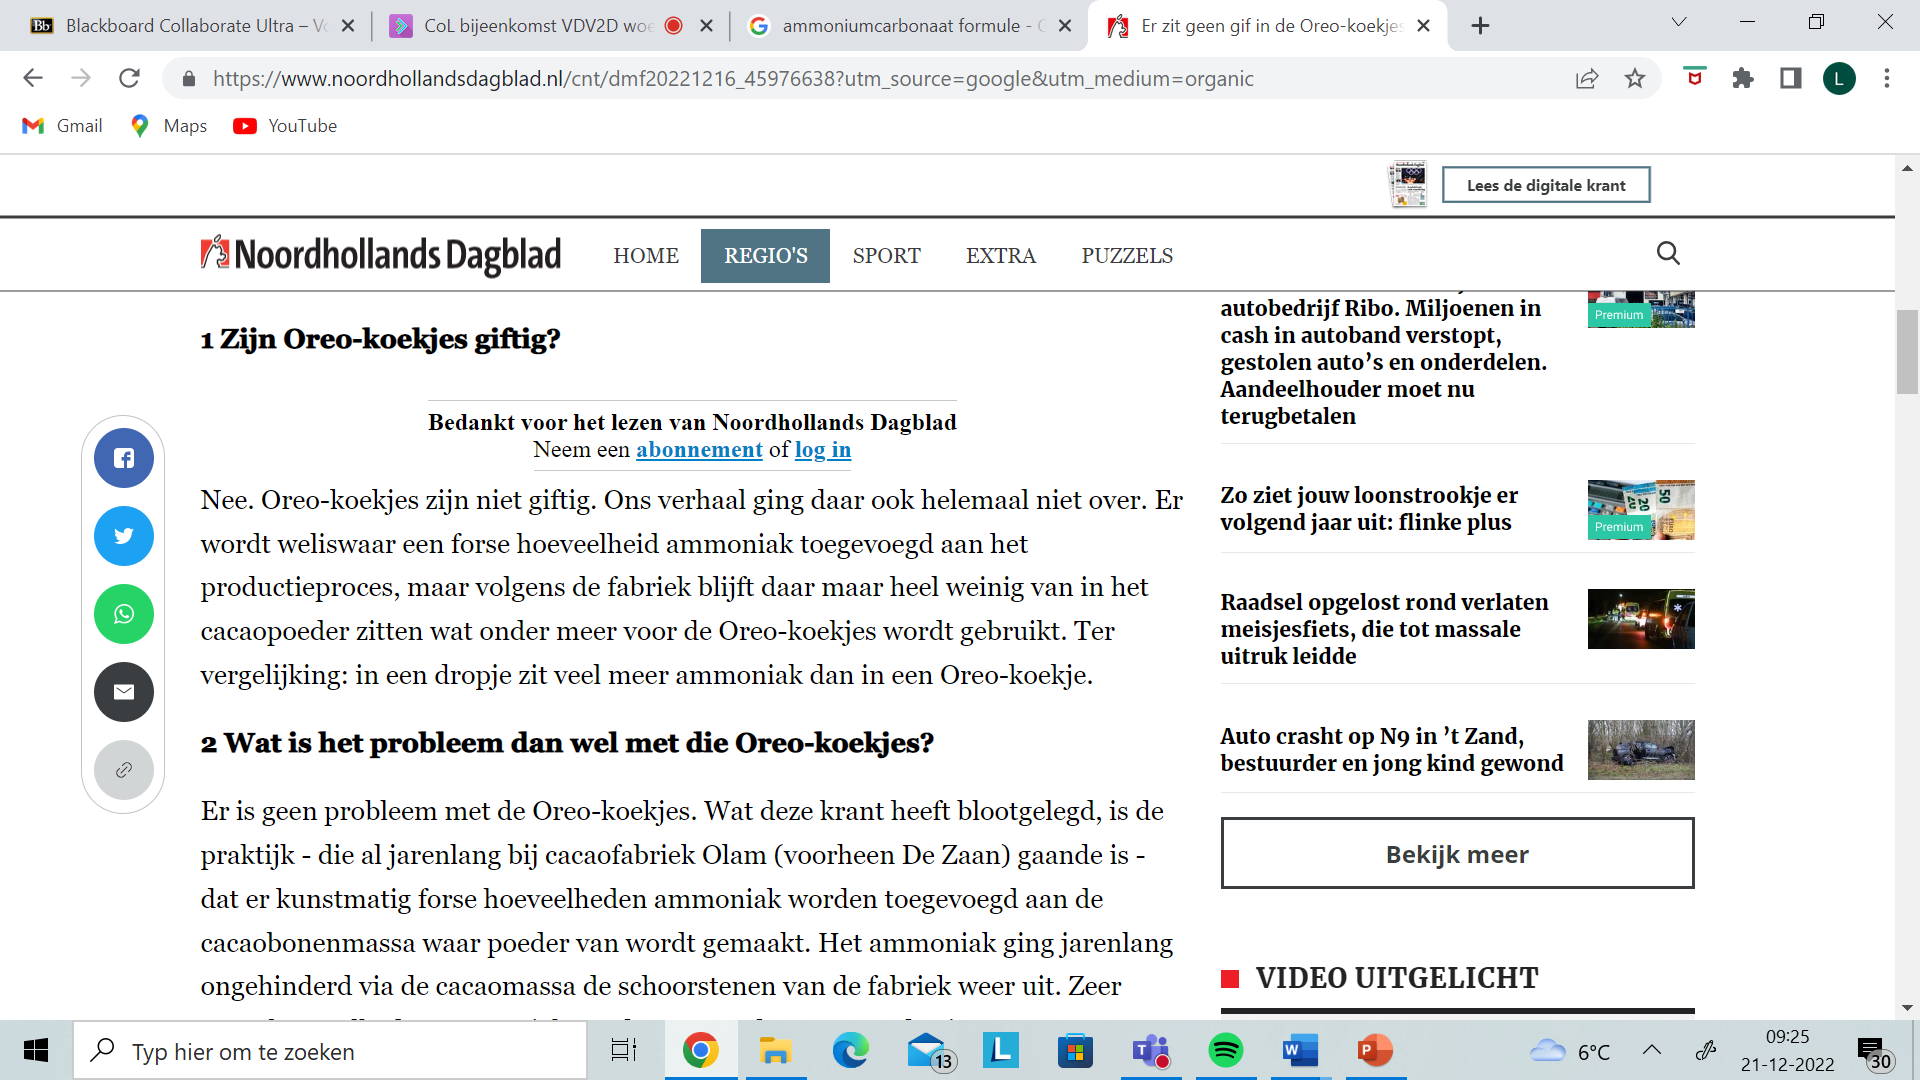 Blackboard Collaborate Ultra – Vo
CoL bijeenkomst VDV2D woe
ammoniumcarbonaat formule - G
Er zit geen gif in de Oreo-koekjes
https://www.noordhollandsdagblad.nl/cnt/dmf20221216_45976638?utm_source=google&utm_medium=organic
L
Gmail
Maps
YouTube
Lees de digitale krant
Noordhollands Dagblad
HOME
REGIO'S
SPORT
EXTRA
PUZZELS
1 Zijn Oreo-koekjes giftig?
Bedankt voor het lezen van Noordhollands Dagblad
Neem een abonnement of log in
Nee. Oreo-koekjes zijn niet giftig. Ons verhaal ging daar ook helemaal niet over. Er
wordt weliswaar een forse hoeveelheid ammoniak toegevoegd aan het
productieproces, maar volgens de fabriek blijft daar maar heel weinig van in het
cacaopoeder zitten wat onder meer voor de Oreo-koekjes wordt gebruikt. Ter
vergelijking: in een dropje zit veel meer ammoniak dan in een Oreo-koekje.
2 Wat is het probleem dan wel met die Oreo-koekjes?
Er is geen probleem met de Oreo-koekjes. Wat deze krant heeft blootgelegd, is de
praktijk - die al jarenlang bij cacaofabriek Olam (voorheen De Zaan) gaande is -
dat er kunstmatig forse hoeveelheden ammoniak worden toegevoegd aan de
cacaobonenmassa waar poeder van wordt gemaakt. Het ammoniak ging jarenlang
ongehinderd via de cacaomassa de schoorstenen van de fabriek weer uit. Zeer
autobedrijf Ribo. Miljoenen in
cash in autoband verstopt,
gestolen auto's en onderdelen.
Aandeelhouder moet nu
terugbetalen
Premium
Zo ziet jouw loonstrookje er
volgend jaar uit: flinke plus
Premium
Raadsel opgelost rond verlaten
meisjesfiets, die tot massale
uitruk leidde
Auto crasht op N9 in 't Zand,
bestuurder en jong kind gewond
Bekijk meer
VIDEO UITGELICHT
Typ hier om te zoeken
13
6°C
09:25
21-12-2022
30